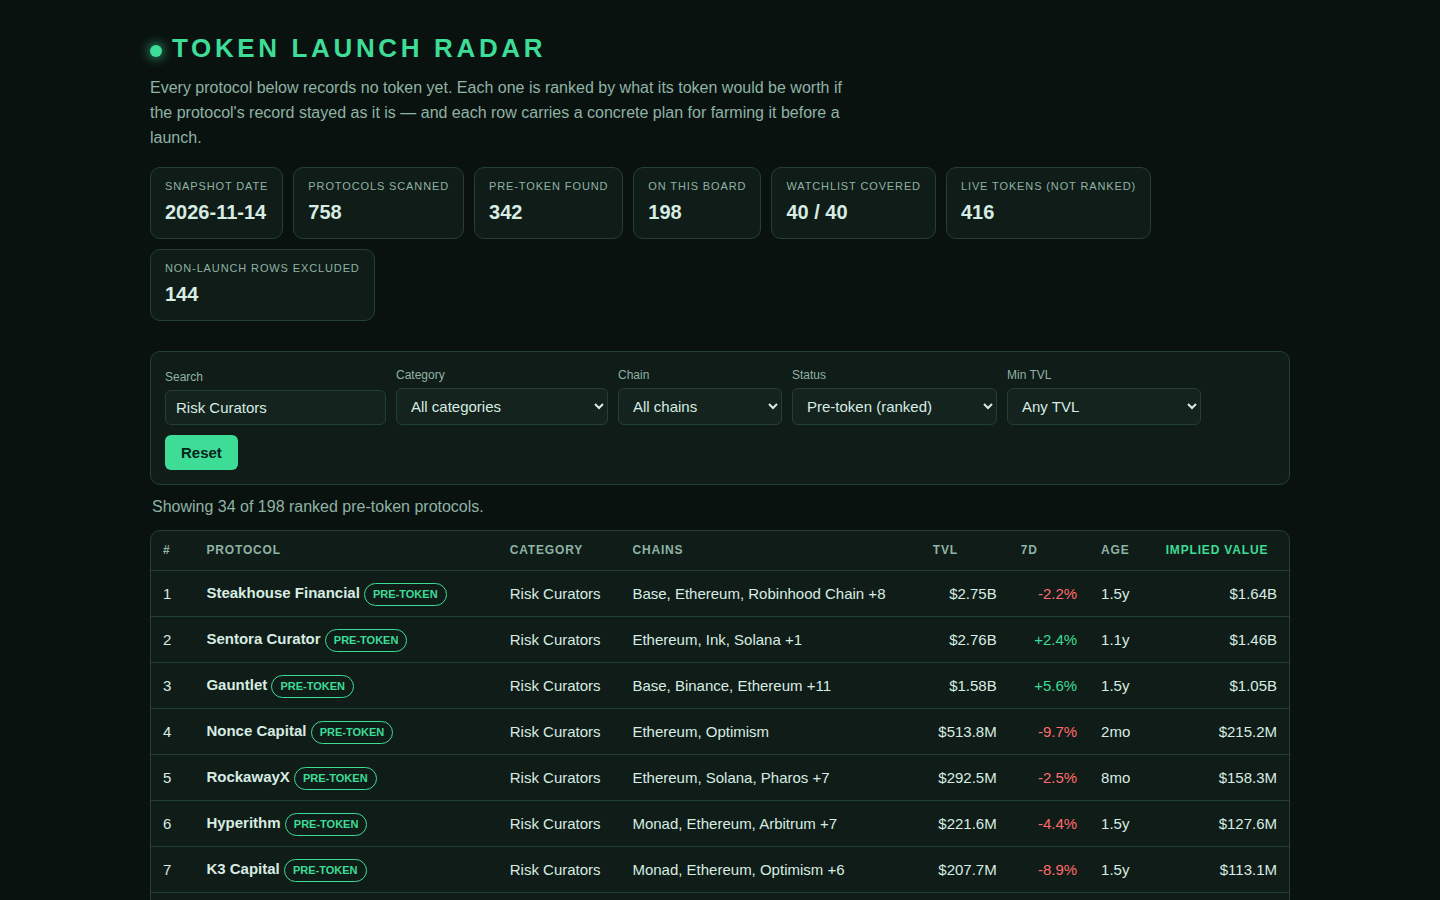 TOKEN LAUNCH RADAR
Every protocol below records no token yet. Each one is ranked by what its token would be worth if
the protocol's record stayed as it is — and each row carries a concrete plan for farming it before a
launch.
SNAPSHOT DATE
2026-11-14
PROTOCOLS SCANNED
758
PRE-TOKEN FOUND
342
ON THIS BOARD
198
WATCHLIST COVERED
40 / 40
LIVE TOKENS (NOT RANKED)
416
NON-LAUNCH ROWS EXCLUDED
144
Search
Risk Curators
Category
All categories
Chain
All chains
Status
Pre-token (ranked)
Min TVL
Any TVL
Reset
Showing 34 of 198 ranked pre-token protocols.
# PROTOCOL CATEGORY CHAINS TVL 7D AGE IMPLIED VALUE
1 Steakhouse Financial PRE-TOKEN Risk Curators Base, Ethereum, Robinhood Chain +8 $2.75B -2.2% 1.5y $1.64B
2 Sentora Curator PRE-TOKEN Risk Curators Ethereum, Ink, Solana +1 $2.76B +2.4% 1.1y $1.46B
3 Gauntlet PRE-TOKEN Risk Curators Base, Binance, Ethereum +11 $1.58B +5.6% 1.5y $1.05B
4 Nonce Capital PRE-TOKEN Risk Curators Ethereum, Optimism $513.8M -9.7% 2mo $215.2M
5 RockawayX PRE-TOKEN Risk Curators Ethereum, Solana, Pharos +7 $292.5M -2.5% 8mo $158.3M
6 Hyperithm PRE-TOKEN Risk Curators Monad, Ethereum, Arbitrum +7 $221.6M -4.4% 1.5y $127.6M
7 K3 Capital PRE-TOKEN Risk Curators Monad, Ethereum, Optimism +6 $207.7M -8.9% 1.5y $113.1M